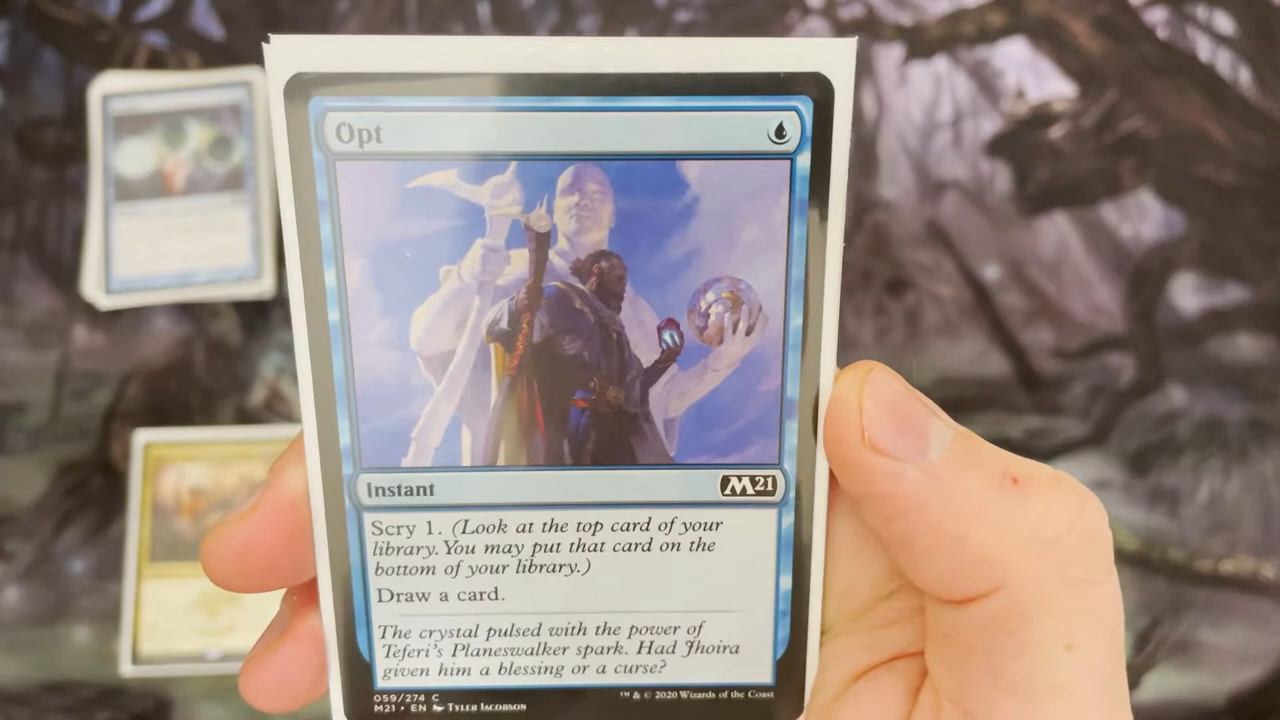 Opt
Instant
M21
Scry 1. (Look at the top card of your
library. You may put that card on the
bottom of your library.)
Draw a card.
The crystal pulsed with the power of
Teferi's Planeswalker spark. Had Jhoira
given him a blessing or a curse?
059/274 C
M21 • EN Tyler Jacobson
™ & © 2020 Wizards of the Coast